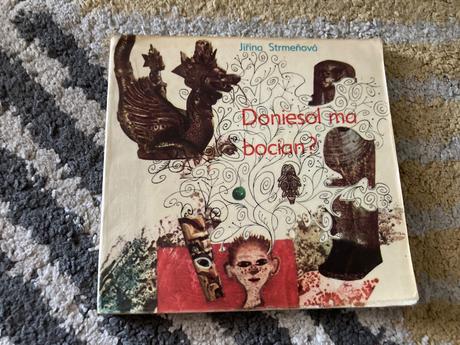 Jiřina Strmeňová
Doniesol ma
bocian?